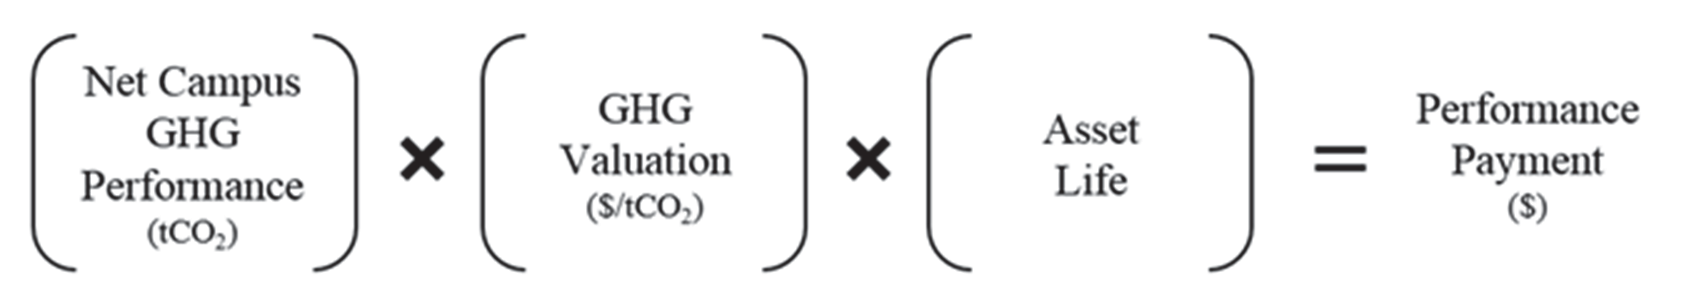 Net Campus
GHG
Performance
(tCO₂)
×
GHG
Valuation
($/tCO₂)
×
Asset
Life
=
Performance
Payment
($)